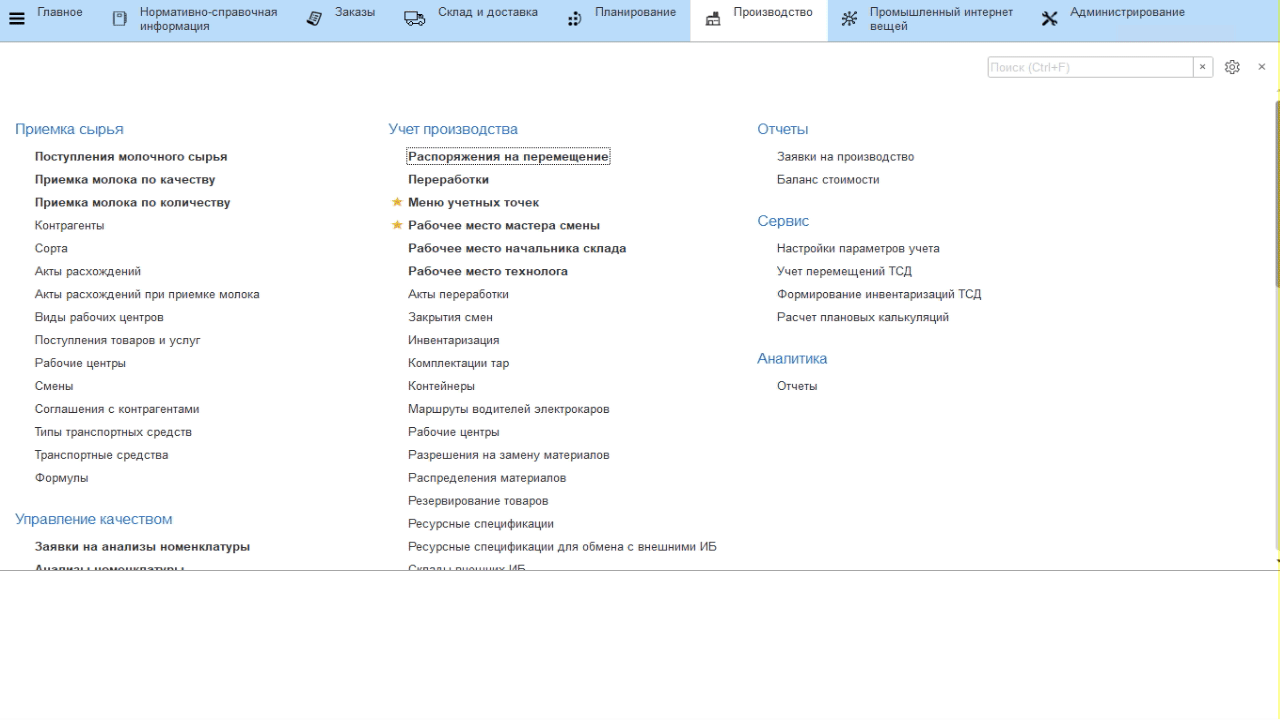 Главное
Нормативно-справочная
информация
Заказы
Склад и доставка
Планирование
Производство
Промышленный интернет
вещей
Администрирование
Поиск (Ctrl+F)
Приемка сырья
Поступления молочного сырья
Приемка молока по качеству
Приемка молока по количеству
Контрагенты
Сорта
Акты расхождений
Акты расхождений при приемке молока
Виды рабочих центров
Поступления товаров и услуг
Рабочие центры
Смены
Соглашения с контрагентами
Типы транспортных средств
Транспортные средства
Формулы
Управление качеством
Заявки на анализы номенклатуры
Анализы номенклатуры
Учет производства
Распоряжения на перемещение
Переработки
Меню учетных точек
Рабочее место мастера смены
Рабочее место начальника склада
Рабочее место технолога
Акты переработки
Закрытия смен
Инвентаризация
Комплектации тар
Контейнеры
Маршруты водителей электрокаров
Рабочие центры
Разрешения на замену материалов
Распределения материалов
Резервирование товаров
Ресурсные спецификации
Ресурсные спецификации для обмена с внешними ИБ
Склады внешних ИБ
Отчеты
Заявки на производство
Баланс стоимости
Сервис
Настройки параметров учета
Учет перемещений ТСД
Формирование инвентаризаций ТСД
Расчет плановых калькуляций
Аналитика
Отчеты